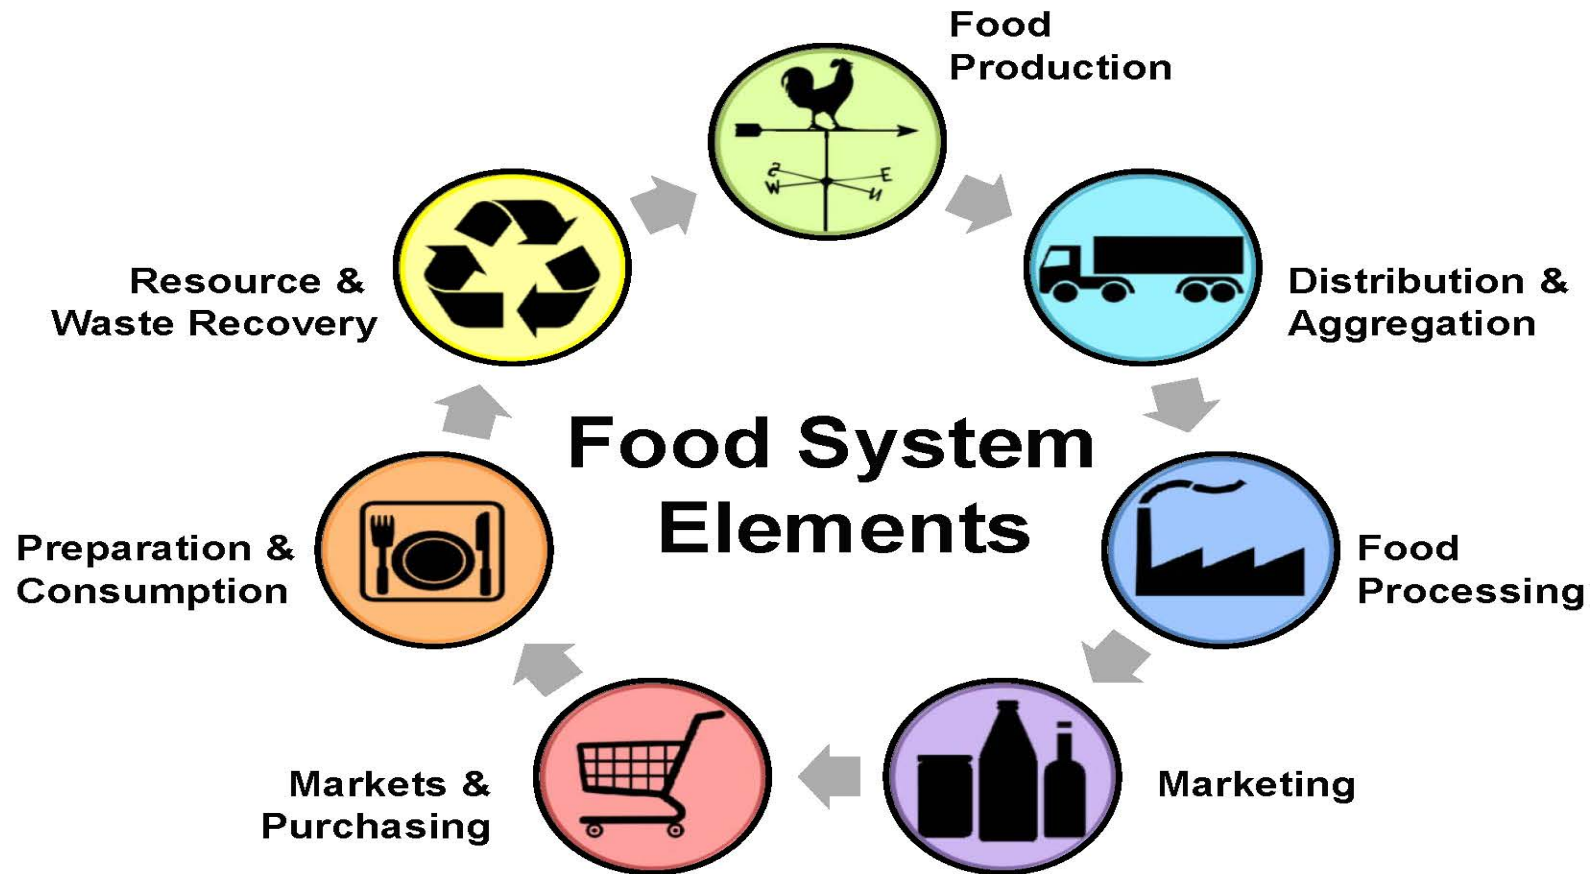 Food
Production
S
E
W
N
Distribution &
Aggregation
Resource &
Waste Recovery
Food System
Elements
Food
Processing
Preparation &
Consumption
Marketing
Markets &
Purchasing